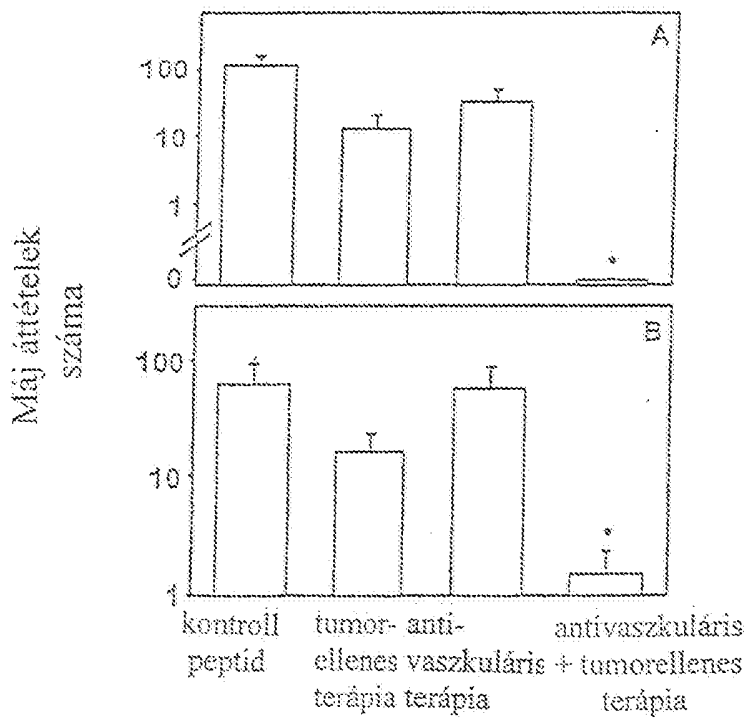 A
100
10
1
0
Máj áttételek
száma
B
100
10
1
kontroll
peptid
tumor-
ellenes
terápia
anti-
vaszkuláris
terápia
antivaszkuláris
+ tumorellenes
terápia